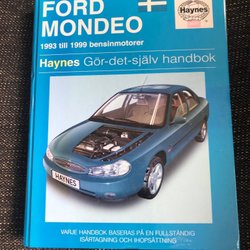 FORD
MONDEO
Haynes
1993 till 1999 bensinmotorer
Haynes Gör-det-själv handbok
HAYNES
VARJE HANDBOK BASERAS PÅ EN FULLSTÄNDIG
ISÄRTAGNING OCH IHOPSÄTTNING